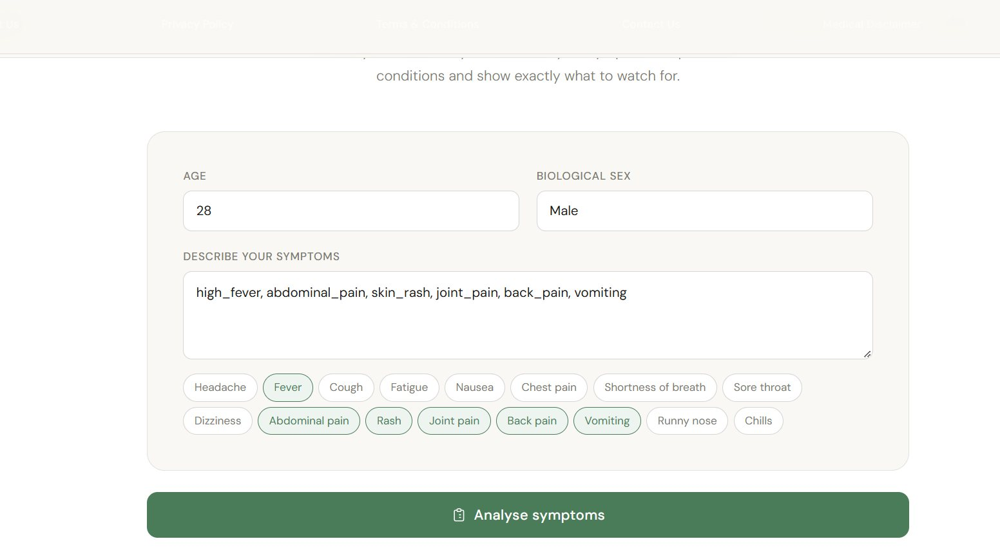 t Us Privacy Policy Terms & Conditions Contact Us Medical Disclaimer
conditions and show exactly what to watch for.
AGE BIOLOGICAL SEX
28 Male
DESCRIBE YOUR SYMPTOMS
high_fever, abdominal_pain, skin_rash, joint_pain, back_pain, vomiting
Headache Fever Cough Fatigue Nausea Chest pain Shortness of breath Sore throat
Dizziness Abdominal pain Rash Joint pain Back pain Vomiting Runny nose Chills
Analyse symptoms